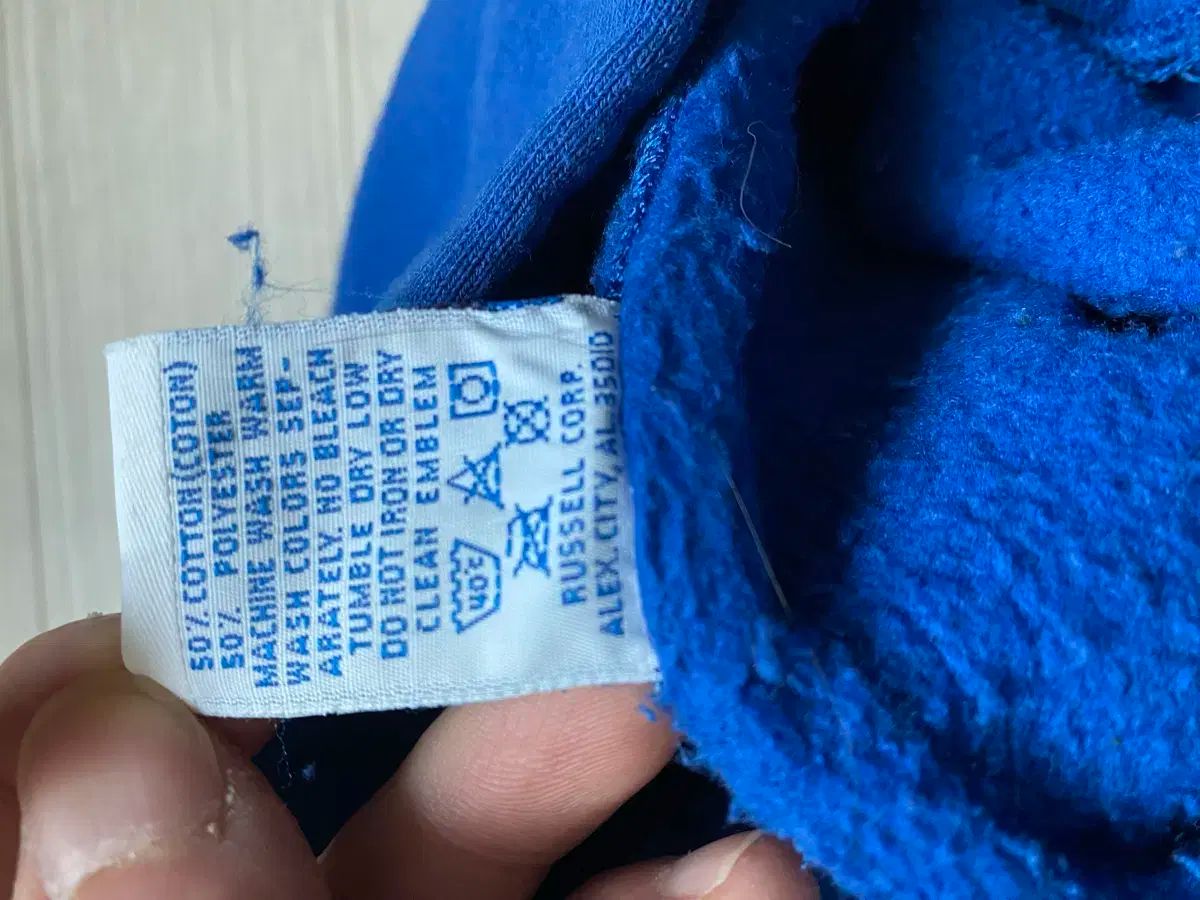 50% COTTON(COTON)
50% POLYESTER
MACHINE WASH WARM
WASH COLORS SEP-
ARATELY. NO BLEACH
TUMBLE DRY LOW
DO NOT IRON OR DRY
CLEAN EMBLEM
40°C
RUSSELL CORP.
ALEX.CITY, AL.35010